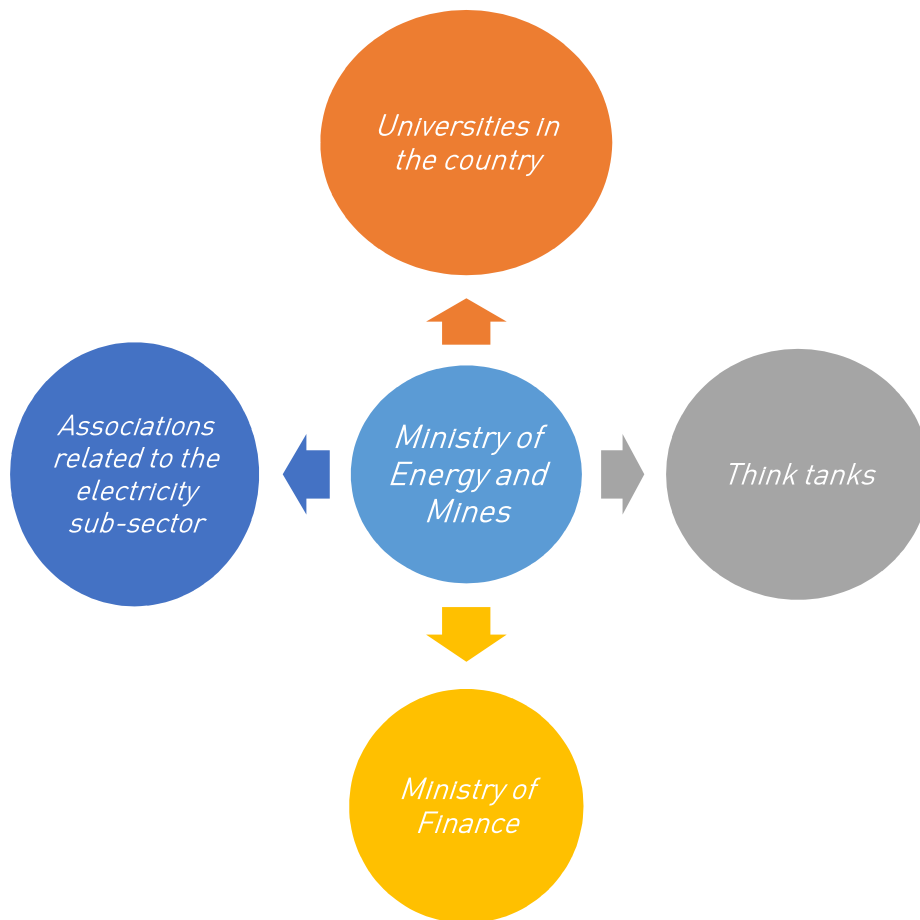 Universities in
the country
Associations
related to the
electricity
sub-sector
Ministry of
Energy and
Mines
Think tanks
Ministry of
Finance